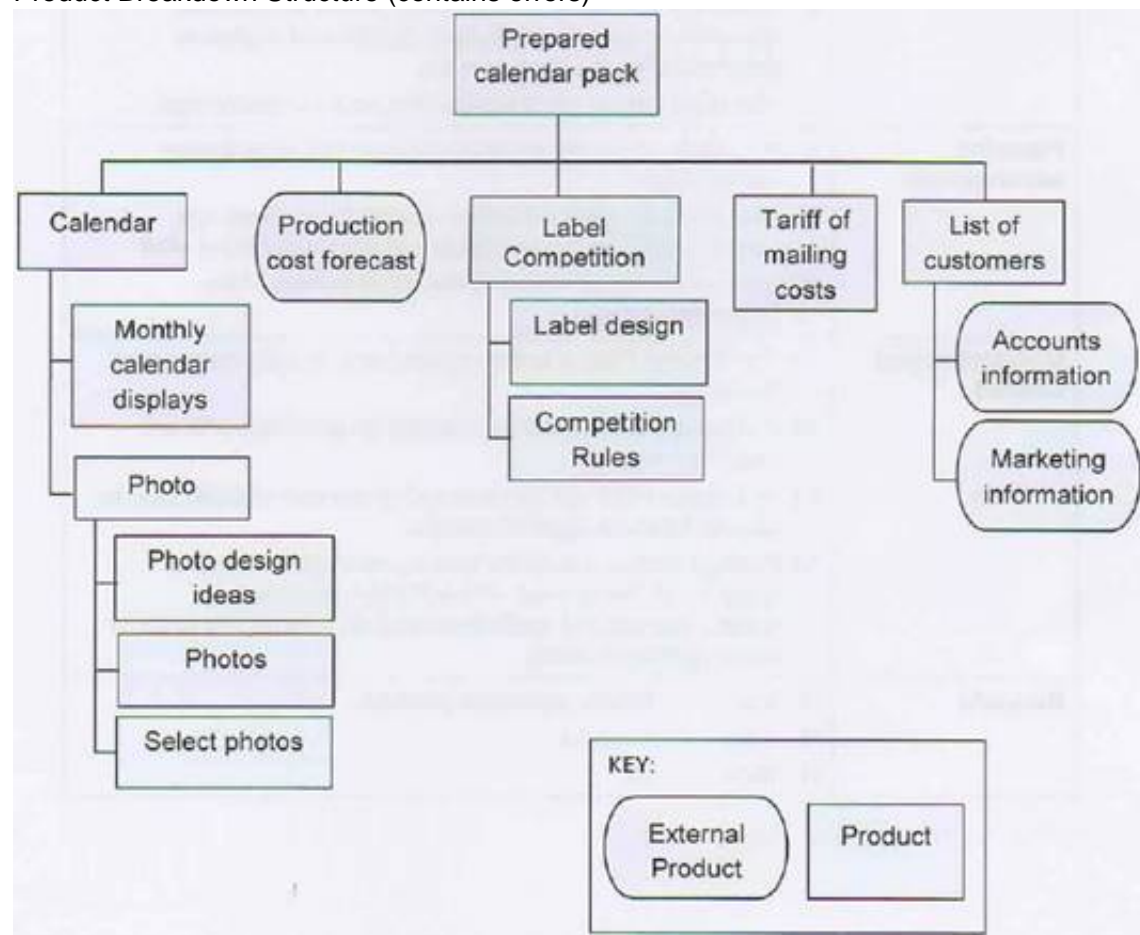 Product Breakdown Structure (contains errors)
Prepared
calendar pack
Calendar
Production
cost forecast
Label
Competition
Tariff of
mailing
costs
List of
customers
Monthly
calendar
displays
Label design
Accounts
information
Competition
Rules
Marketing
information
Photo
Photo design
ideas
Photos
Select photos
KEY:
External
Product
Product